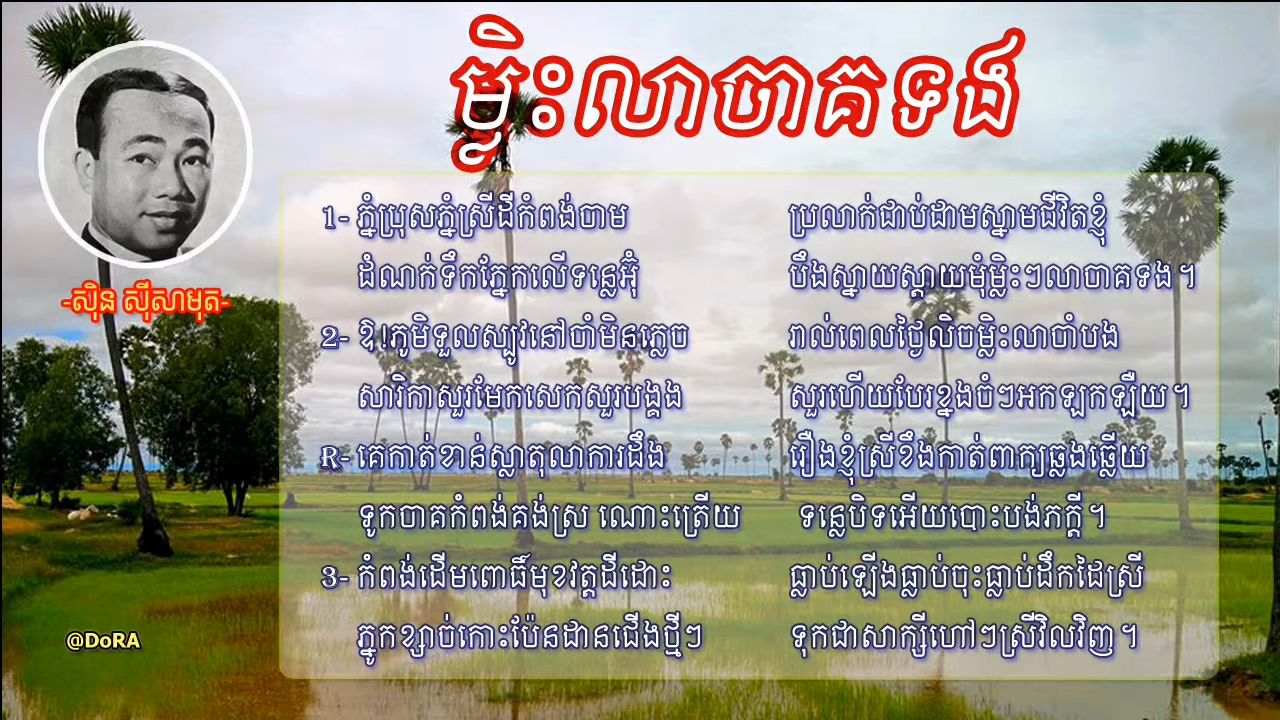 ម្លិះលាចាគទង
-ស៊ិន ស៊ីសាមុត-
1- ភ្នំប្រុសភ្នំស្រីដីកំពង់ចាម ប្រលាក់ជាប់ដាមស្នាមជីវិតខ្ញុំ
ដំណក់ទឹកភ្នែកលើទន្លេអ៊ុំ បឹងស្នាយស្តាយមុំម្លិះៗលាចាគទង។
2- ឱ!ភូមិទួលស្បូវនៅចាំមិនភ្លេច រាល់ពេលថ្ងៃលិចម្លិះលាចាំបង
សារិកាសួរមែកសេកសួរបង្គង សួរហើយបែរខ្នងចំៗអកឡកឡឺយ។
R- គេកាត់ខាន់ស្លាតុលាការដឹង រឿងខ្ញុំស្រីខឹងកាត់ពាក្យឆ្លងឆ្លើយ
ទូកចាគកំពង់គង់ស្រ ណោះត្រើយ ទន្លេបិទអើយបោះបង់ភក្តី។
3- កំពង់ដើមពោធិ៍មុខវត្តដីដោះ ធ្លាប់ឡើងធ្លាប់ចុះធ្លាប់ដឹកដៃស្រី
ភ្នូកខ្សាច់កោះប៉ែនដានជើងថ្មីៗ ទុកជាសាក្សីហៅៗស្រីវិលវិញ។
@DoRA